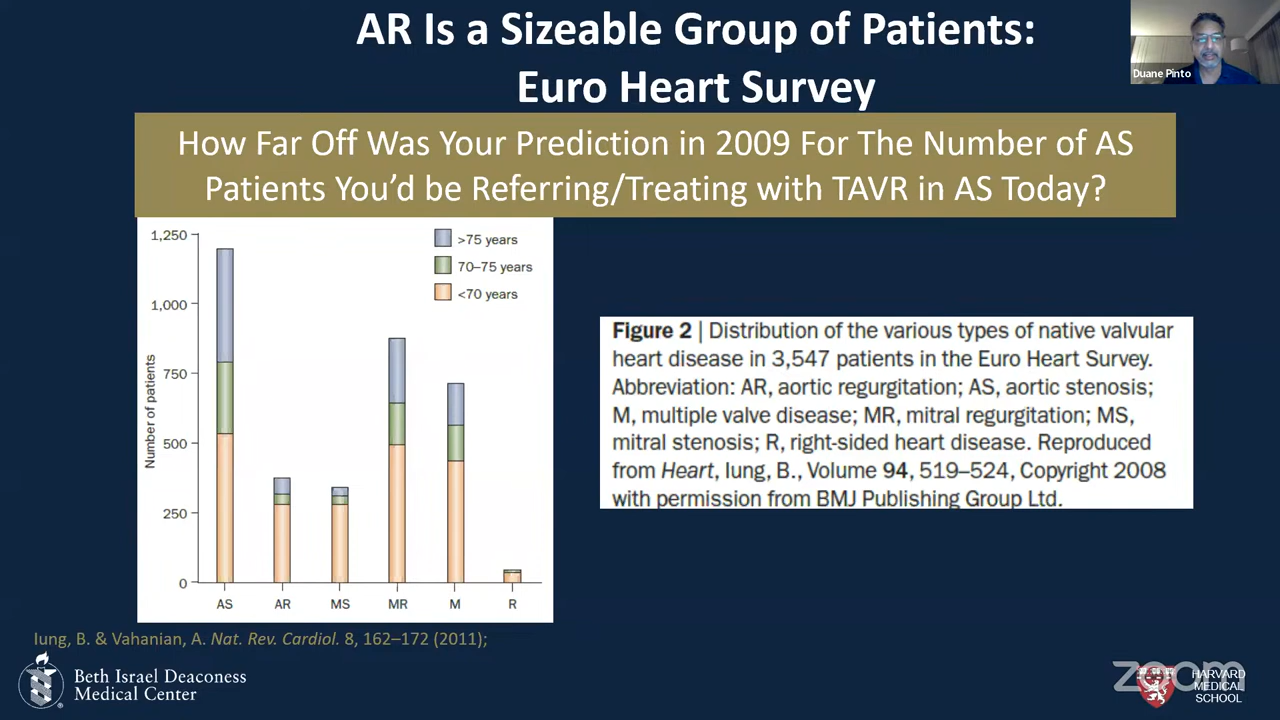 AR Is a Sizeable Group of Patients:
Euro Heart Survey
Duane Pinto
How Far Off Was Your Prediction in 2009 For The Number of AS
Patients You’d be Referring/Treating with TAVR in AS Today?
Number of patients
1,250
1,000
750
500
250
0
>75 years
70–75 years
<70 years
AS
AR
MS
MR
M
R
Figure 2 | Distribution of the various types of native valvular
heart disease in 3,547 patients in the Euro Heart Survey.
Abbreviation: AR, aortic regurgitation; AS, aortic stenosis;
M, multiple valve disease; MR, mitral regurgitation; MS,
mitral stenosis; R, right-sided heart disease. Reproduced
from Heart, Iung, B., Volume 94, 519–524, Copyright 2008
with permission from BMJ Publishing Group Ltd.
Iung, B. & Vahanian, A. Nat. Rev. Cardiol. 8, 162–172 (2011);
Beth Israel Deaconess
Medical Center
zoom
HARVARD
MEDICAL
SCHOOL